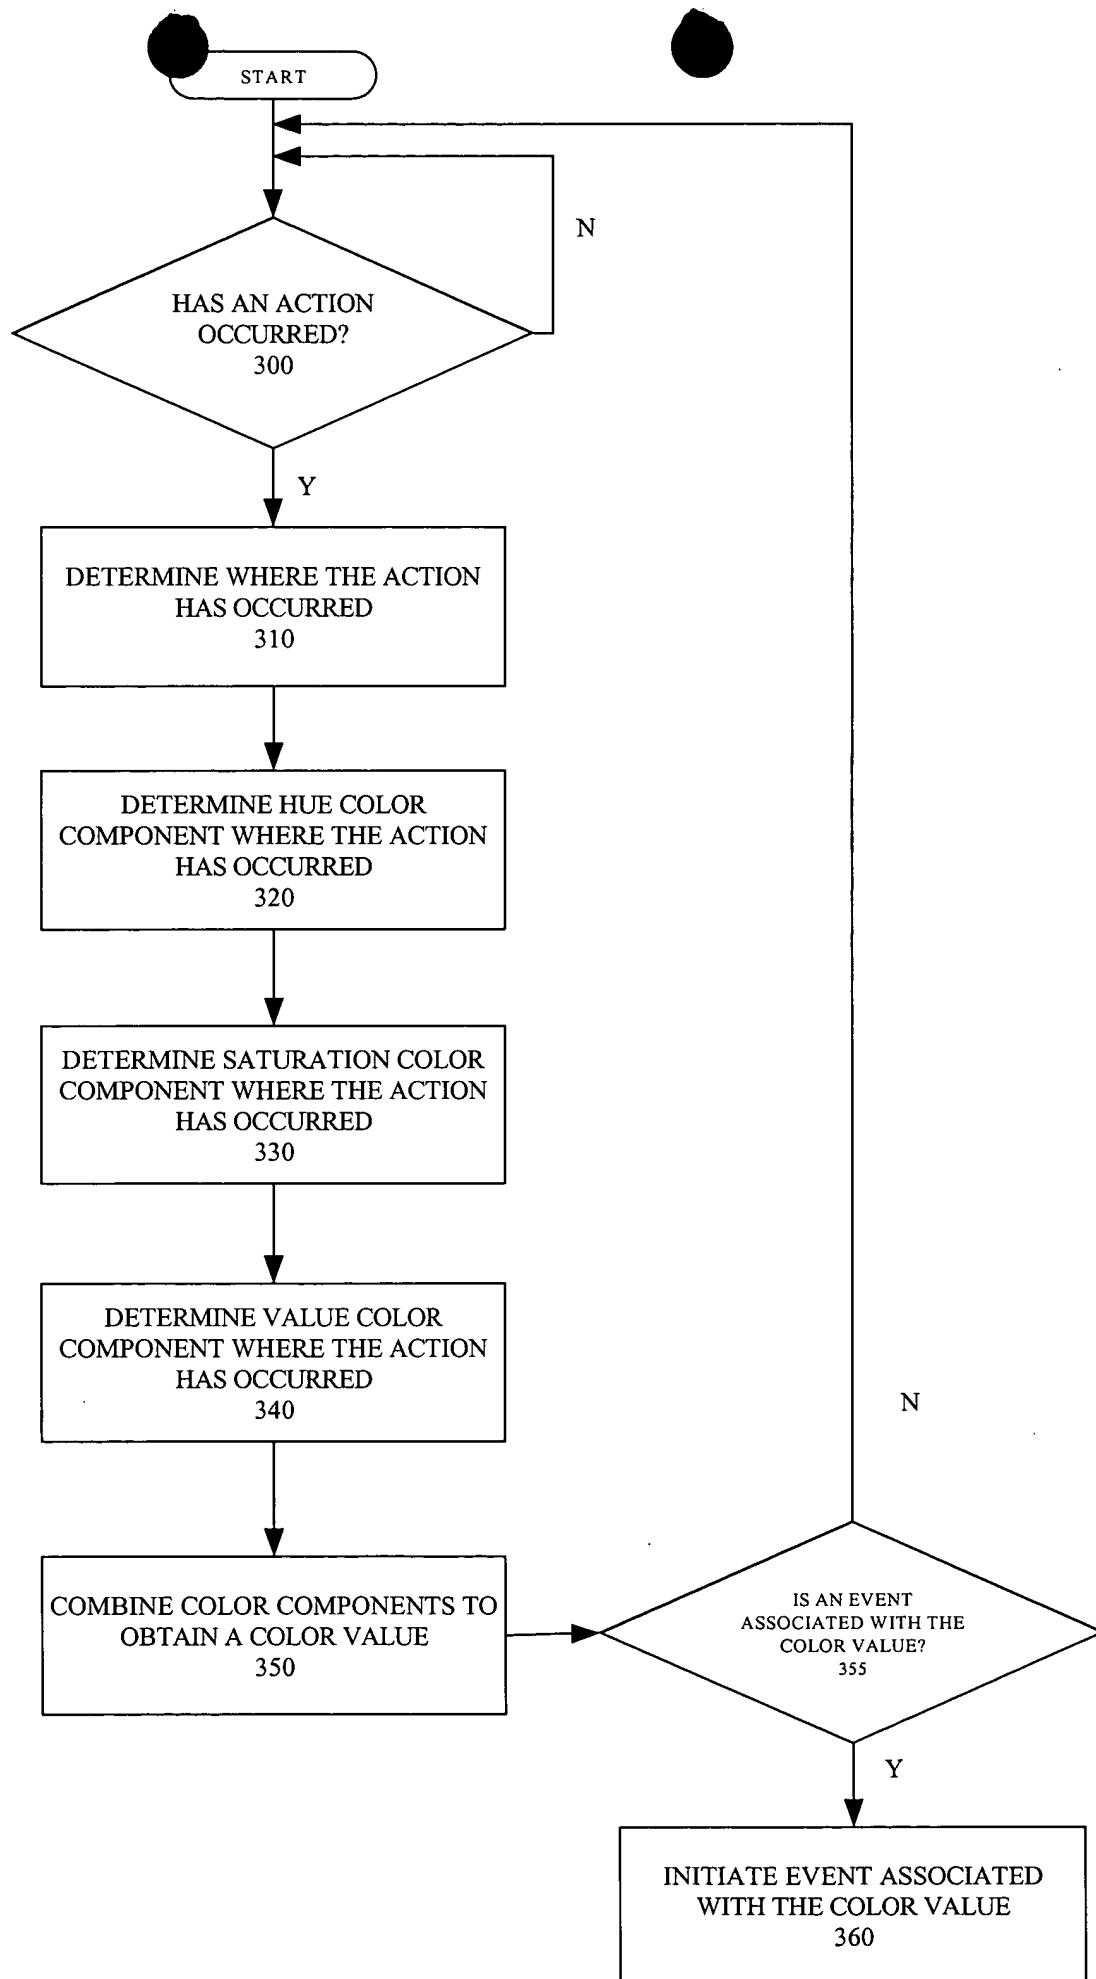 START
N
HAS AN ACTION
OCCURRED?
300
Y
DETERMINE WHERE THE ACTION
HAS OCCURRED
310
DETERMINE HUE COLOR
COMPONENT WHERE THE ACTION
HAS OCCURRED
320
DETERMINE SATURATION COLOR
COMPONENT WHERE THE ACTION
HAS OCCURRED
330
DETERMINE VALUE COLOR
COMPONENT WHERE THE ACTION
HAS OCCURRED
340
N
COMBINE COLOR COMPONENTS TO
OBTAIN A COLOR VALUE
350
IS AN EVENT
ASSOCIATED WITH THE
COLOR VALUE?
355
Y
INITIATE EVENT ASSOCIATED
WITH THE COLOR VALUE
360